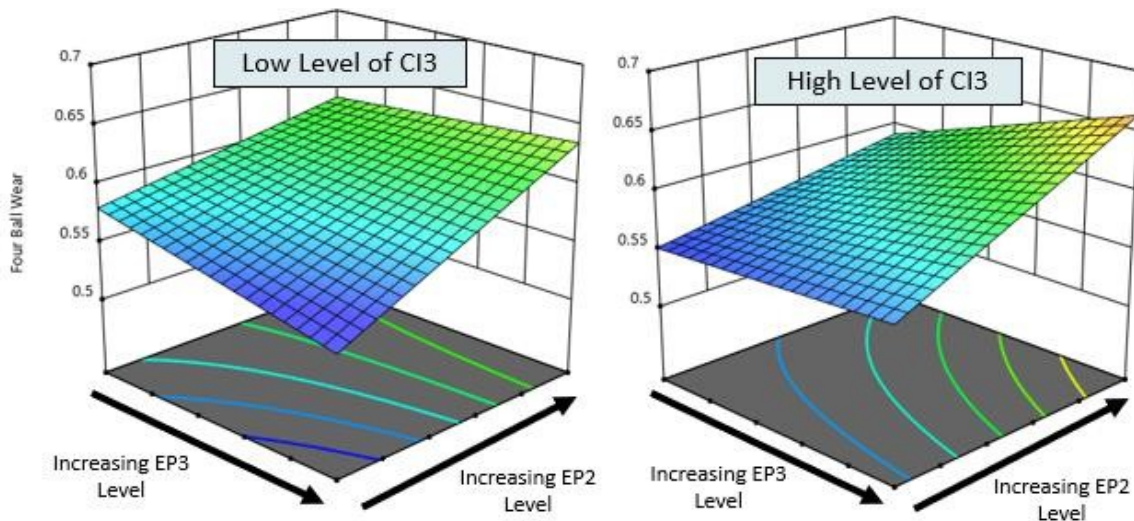 Low Level of CI3
0.7
0.65
0.6
0.55
0.5
Four Ball Wear
Increasing EP3
Level
Increasing EP2
Level
High Level of CI3
0.7
0.65
0.6
0.55
0.5
Increasing EP3
Level
Increasing EP2
Level